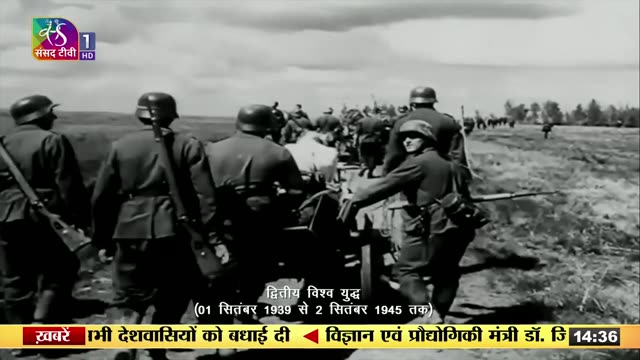 संसद टीवी
1
HD
द्वितीय विश्व युद्ध
(01 सितंबर 1939 से 2 सितंबर 1945 तक)
ख़बरें
भी देशवासियों को बधाई दी ◄ विज्ञान एवं प्रौद्योगिकी मंत्री डॉ.
14:36